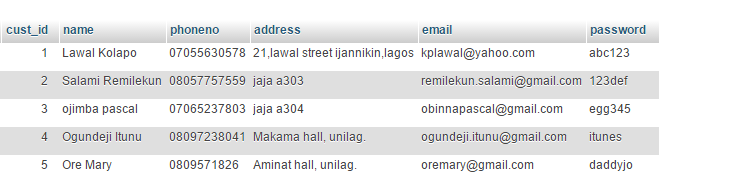 cust_id name phoneno address email password
1 Lawal Kolapo 07055630578 21,lawal street ijannikin,lagos kplawal@yahoo.com abc123
2 Salami Remilekun 08057757559 jaja a303 remilekun.salami@gmail.com 123def
3 ojimba pascal 07065237803 jaja a304 obinnapascal@gmail.com egg345
4 Ogundeji Itunu 08097238041 Makama hall, unilag. ogundeji.itunu@gmail.com itunes
5 Ore Mary 0809571826 Aminat hall, unilag. oremary@gmail.com daddyjo